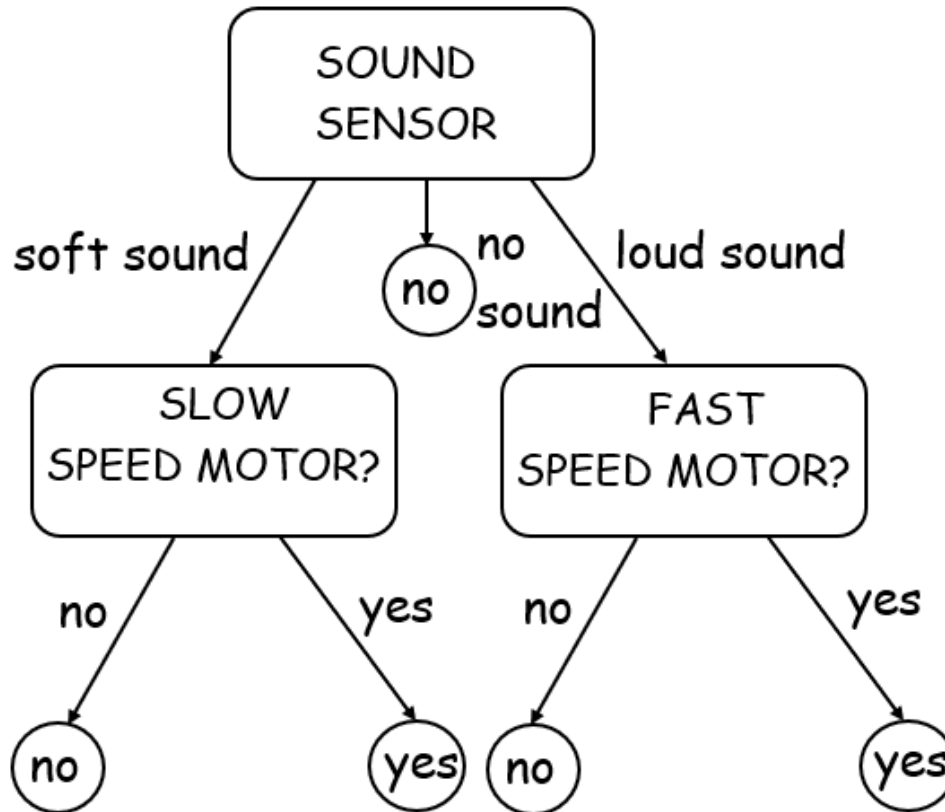 SOUND
SENSOR
soft sound
no
no
sound
loud sound
SLOW
SPEED MOTOR?
FAST
SPEED MOTOR?
no
yes
no
yes
no
yes
no
yes